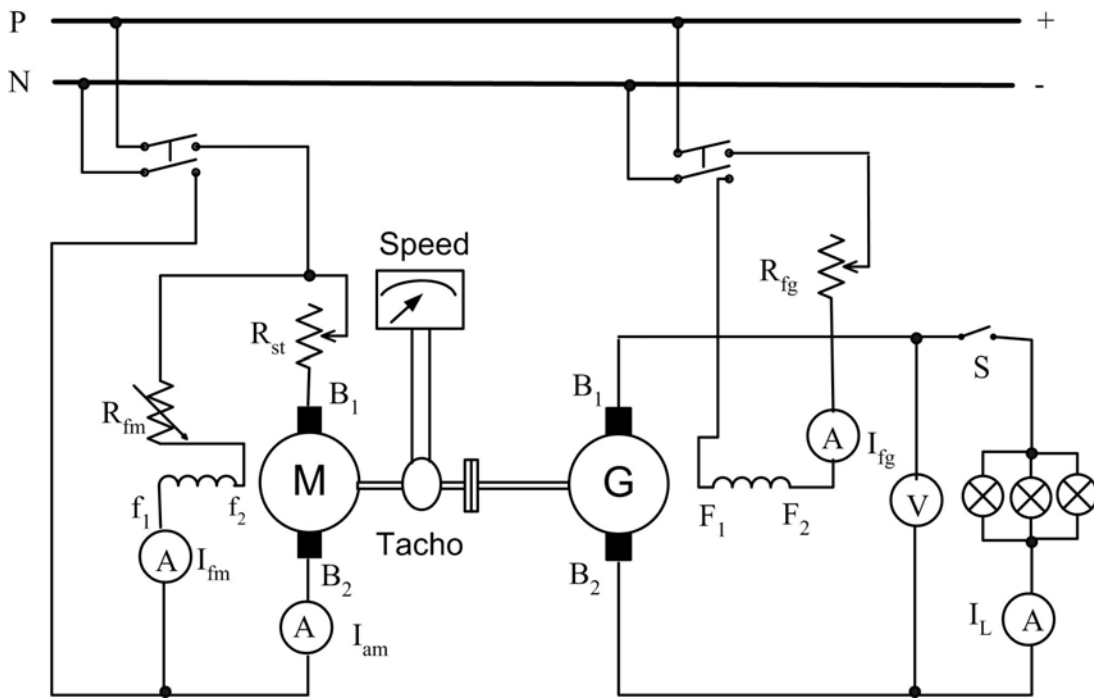 P
+
N
-
Speed
R_fg
R_st
S
B_1
B_1
R_fm
A
I_fg
M
G
V
f_1
f_2
F_1
F_2
Tacho
A
I_fm
B_2
B_2
A
I_am
I_L
A